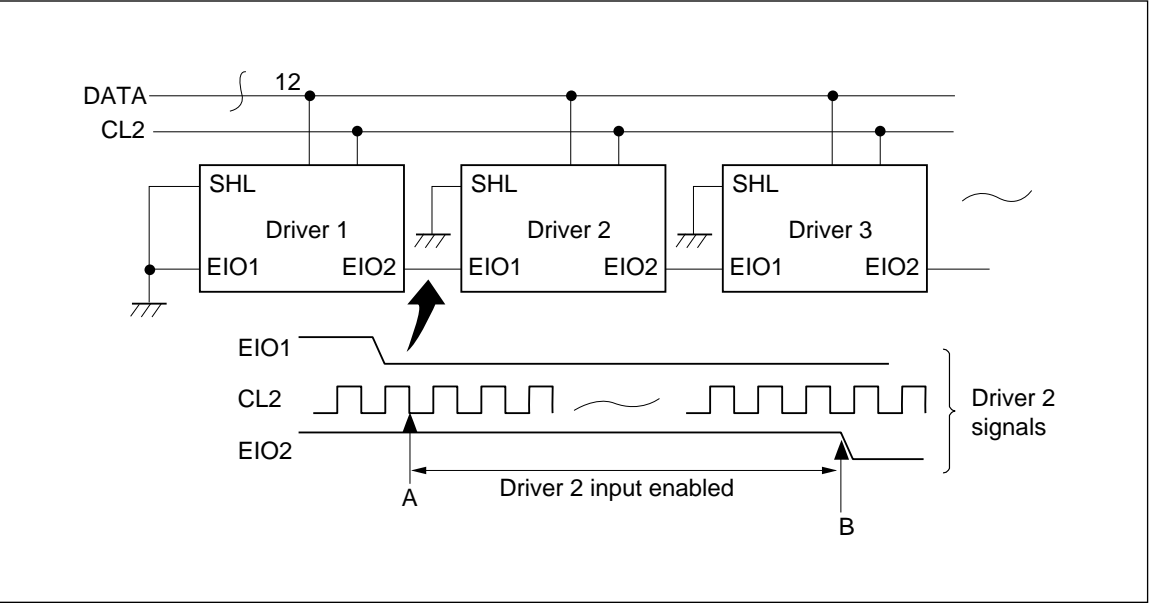 12
DATA
CL2
SHL SHL SHL
Driver 1 Driver 2 Driver 3
EIO1 EIO2 EIO1 EIO2 EIO1 EIO2
EIO1
CL2
Driver 2
signals
EIO2
Driver 2 input enabled
A
B